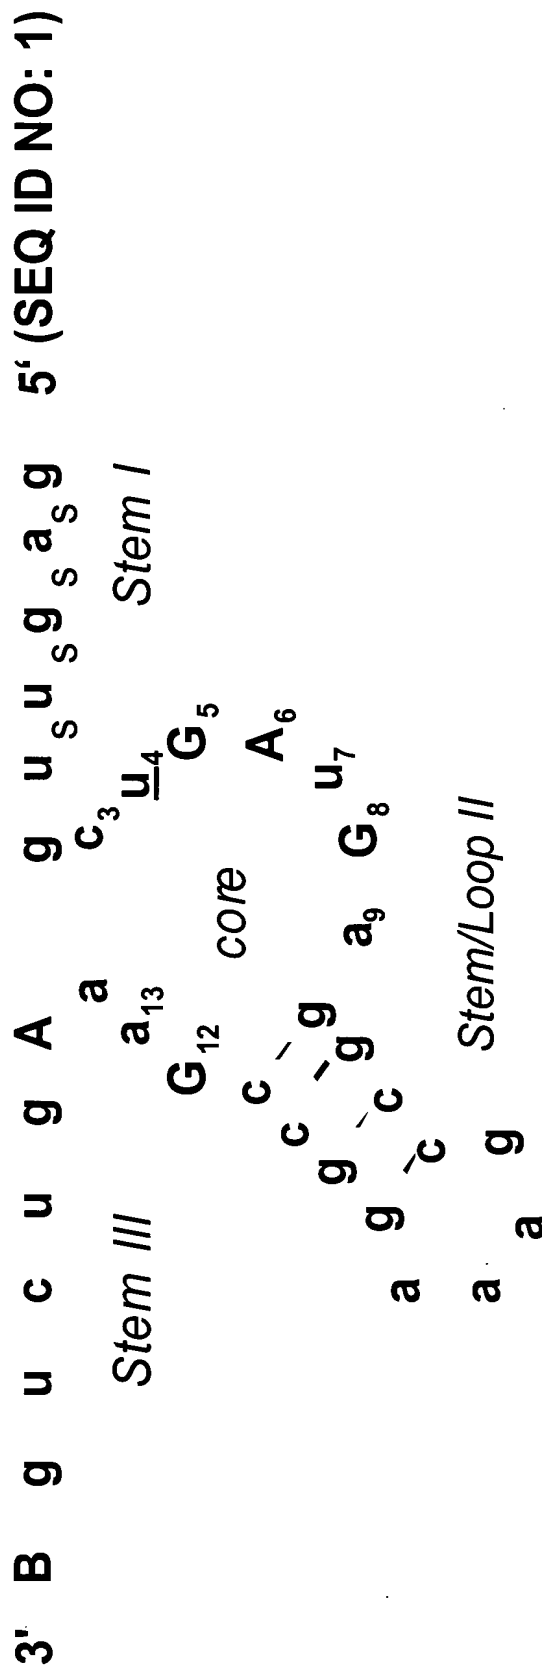 3' B g u c u g A g u s u s g s a s g 5‘ (SEQ ID NO: 1)
a c3
Stem III a13 u4 Stem I
G12 G5
core
c A6
c g u7
g g a9 G8
g c
a c
Stem/Loop II
a g
a